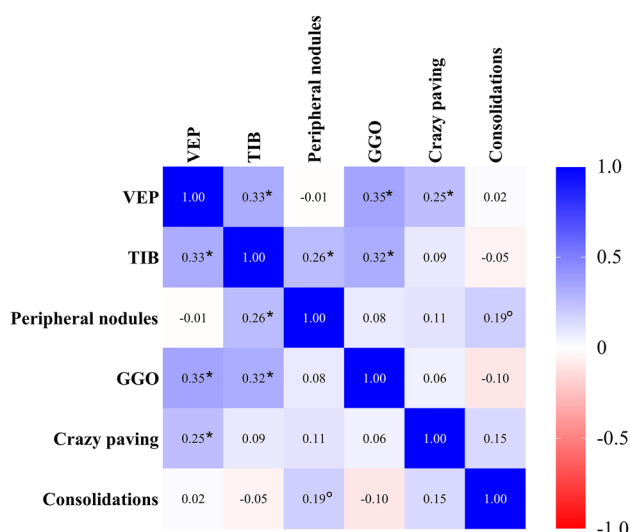 VEP TIB Peripheral nodules GGO Crazy paving Consolidations
VEP 1.00 0.33* -0.01 0.35* 0.25* 0.02
TIB 0.33* 1.00 0.26* 0.32* 0.09 -0.05
Peripheral nodules -0.01 0.26* 1.00 0.08 0.11 0.19°
GGO 0.35* 0.32* 0.08 1.00 0.06 -0.10
Crazy paving 0.25* 0.09 0.11 0.06 1.00 0.15
Consolidations 0.02 -0.05 0.19° -0.10 0.15 1.00
1.0
0.5
0
-0.5
-1.0